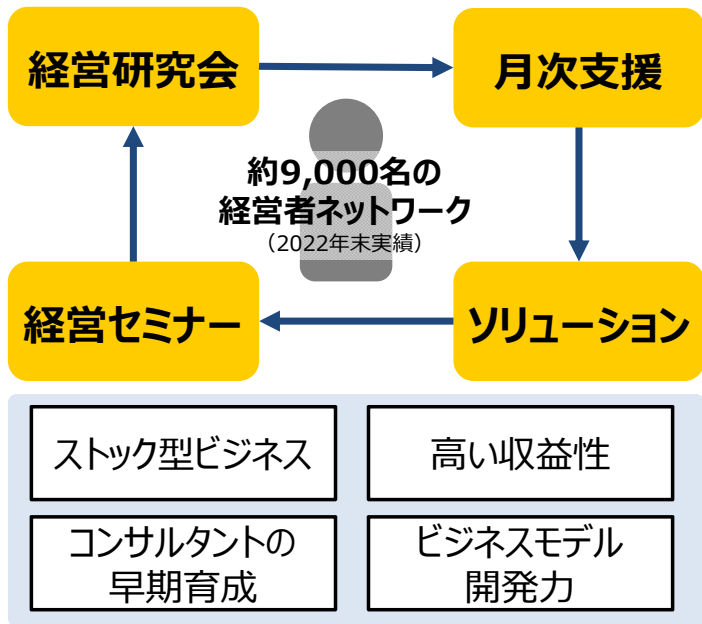 経営研究会
月次支援
約9,000名の
経営者ネットワーク
（2022年末実績）
経営セミナー
ソリューション
ストック型ビジネス
高い収益性
コンサルタントの
早期育成
ビジネスモデル
開発力